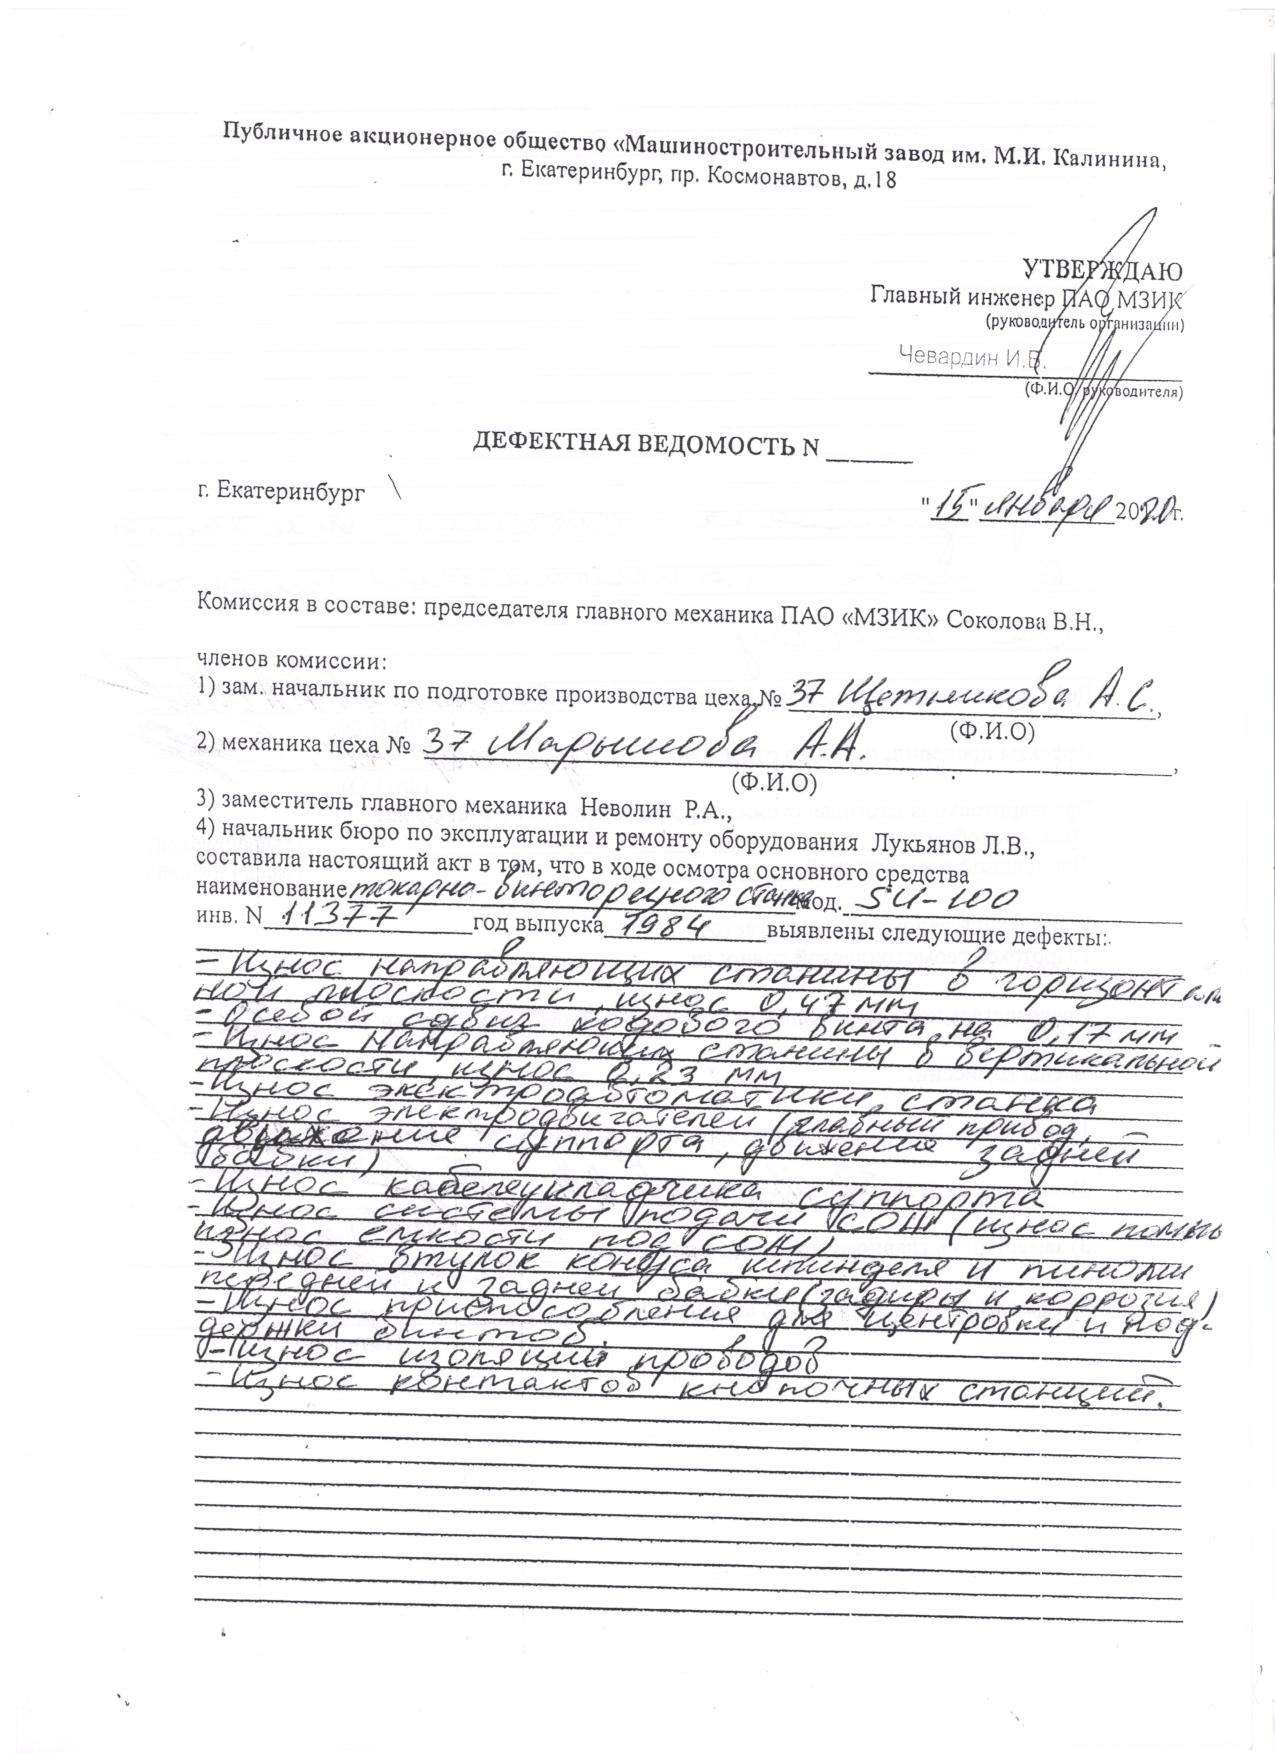 Публичное акционерное общество «Машиностроительный завод им. М.И. Калинина,
г. Екатеринбург, пр. Космонавтов, д.18
УТВЕРЖДАЮ
Главный инженер ПАО МЗИК
(руководитель организации)
Чевардин И.В.
(Ф.И.О. руководителя)
ДЕФЕКТНАЯ ВЕДОМОСТЬ N ______
г. Екатеринбург
"15" января 2020г.
Комиссия в составе: председателя главного механика ПАО «МЗИК» Соколова В.Н.,
членов комиссии:
1) зам. начальник по подготовке производства цеха № 37 Щетникова А.С.,
(Ф.И.О)
2) механика цеха № 37 Марышова А.А.,
(Ф.И.О)
3) заместитель главного механика Неволин Р.А.,
4) начальник бюро по эксплуатации и ремонту оборудования Лукьянов Л.В.,
составила настоящий акт в том, что в ходе осмотра основного средства
наименование токарно-винторезного станка мод. SU-100
инв. N 11377 год выпуска 1984 выявлены следующие дефекты:
- Износ направляющих станины в горизонталь
ной плоскости, износ 0,47 мм
- Осевой сдвиг ходового винта на 0,17 мм
- Износ направляющих станины в вертикальной
плоскости износ 0,23 мм
- Износ электроавтоматики станка
- Износ электродвигателей (главный привод,
движение суппорта, движение задней
бабки)
- Износ кабелеукладчика суппорта
- Износ системы подачи СОЖ (износ помпы
износ емкости под СОЖ)
- Износ втулок конуса шпинделя и пиноли
передней и задней бабки (задиры и коррозия)
- Износ приспособления для центровки и под-
держки винтов.
- Износ изоляции проводов
- Износ контактов кнопочных станций.